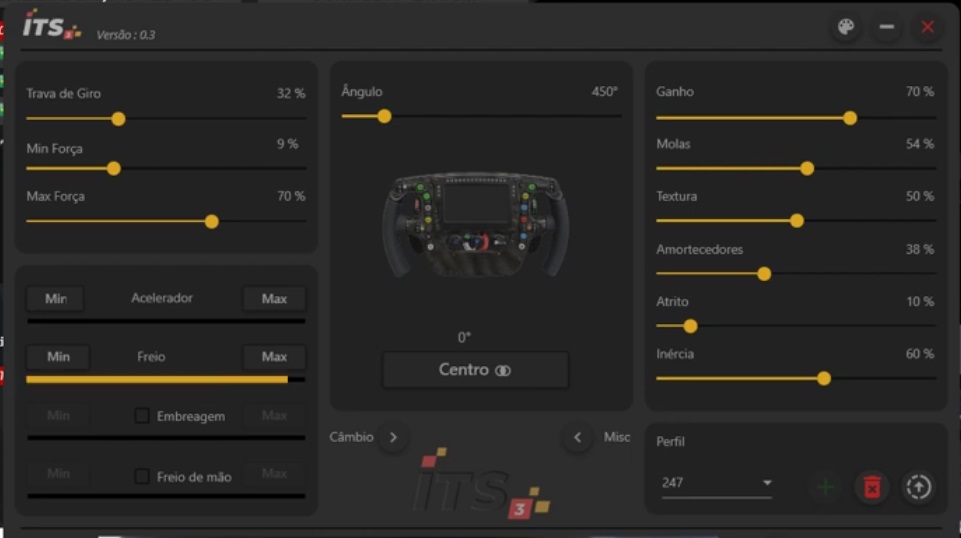 iTS 3
Versão : 0.3
Trava de Giro 32 %
Min Força 9 %
Max Força 70 %
Min Acelerador Max
Min Freio Max
Min Embreagem Max
Min Freio de mão Max
Ângulo 450°
0°
Centro
Câmbio
Misc
iTS 3
Ganho 70 %
Molas 54 %
Textura 50 %
Amortecedores 38 %
Atrito 10 %
Inércia 60 %
Perfil
247